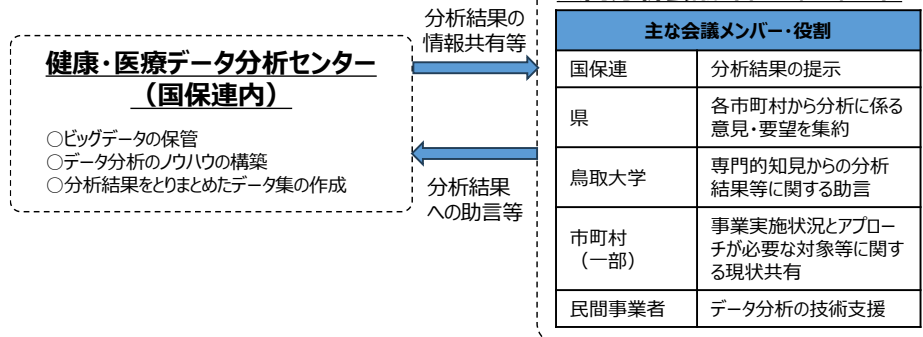 分析結果の
情報共有等
健康・医療データ分析センター
（国保連内）
○ビッグデータの保管
○データ分析のノウハウの構築
○分析結果をとりまとめたデータ集の作成
分析結果
への助言等
主な会議メンバー・役割
国保連 分析結果の提示
県 各市町村から分析に係る
意見・要望を集約
鳥取大学 専門的知見からの分析
結果等に関する助言
市町村
（一部）
事業実施状況とアプロー
チが必要な対象等に関す
る現状共有
民間事業者 データ分析の技術支援